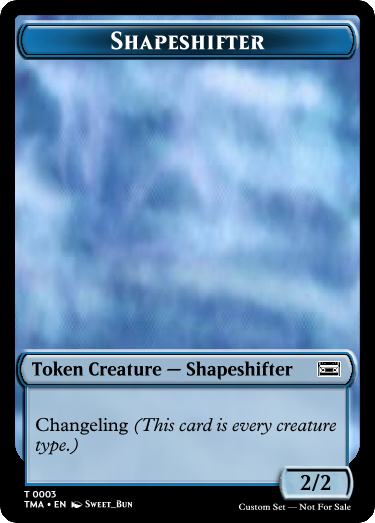 Shapeshifter
Token Creature — Shapeshifter
Changeling (This card is every creature
type.)
2/2
T 0003
TMA • EN Sweet_Bun
Custom Set — Not For Sale